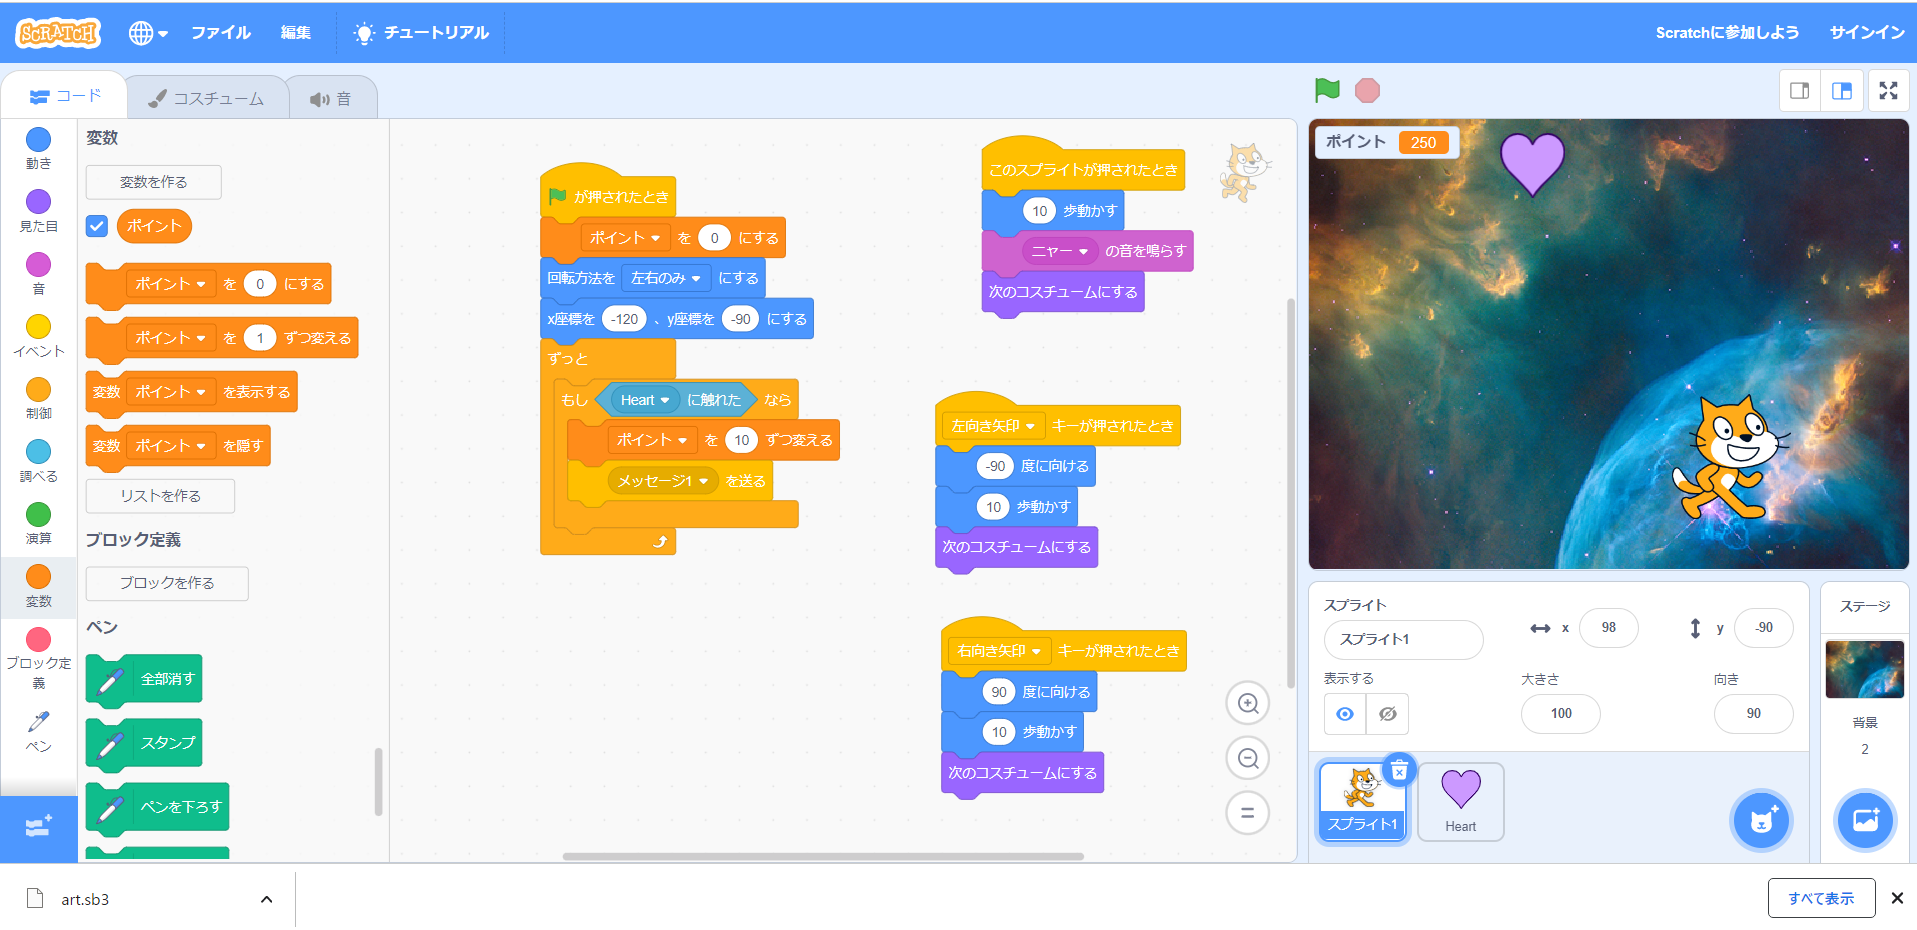 SCRATCH
ファイル
編集
チュートリアル
Scratchに参加しよう
サインイン
コード
コスチューム
音
動き
見た目
音
イベント
制御
調べる
演算
変数
ブロック定
義
ペン
変数
変数を作る
ポイント
ポイント を 0 にする
ポイント を 1 ずつ変える
変数 ポイント を表示する
変数 ポイント を隠す
リストを作る
ブロック定義
ブロックを作る
ペン
全部消す
スタンプ
ペンを下ろす
が押されたとき
ポイント を 0 にする
回転方法を 左右のみ にする
x座標を -120 、y座標を -90 にする
ずっと
もし Heart に触れた なら
ポイント を 10 ずつ変える
メッセージ1 を送る
このスプライトが押されたとき
10 歩動かす
ニャー の音を鳴らす
次のコスチュームにする
左向き矢印 キーが押されたとき
-90 度に向ける
10 歩動かす
次のコスチュームにする
右向き矢印 キーが押されたとき
90 度に向ける
10 歩動かす
次のコスチュームにする
ポイント 250
スプライト
スプライト1
x 98
y -90
表示する
大きさ
100
向き
90
スプライト1
Heart
ステージ
背景
2
art.sb3
すべて表示